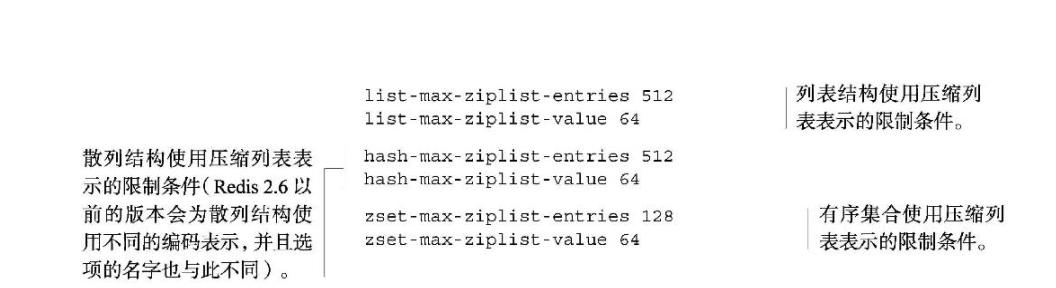 list-max-ziplist-entries 512
list-max-ziplist-value 64
列表结构使用压缩列
表表示的限制条件。
散列结构使用压缩列表表
示的限制条件(Redis 2.6 以
前的版本会为散列结构使
用不同的编码表示,并且选
项的名字也与此不同)。
hash-max-ziplist-entries 512
hash-max-ziplist-value 64
zset-max-ziplist-entries 128
zset-max-ziplist-value 64
有序集合使用压缩列
表表示的限制条件。